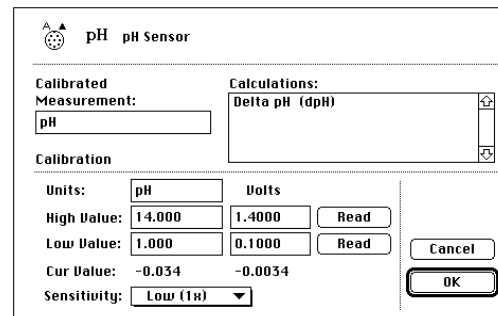 A
pH pH Sensor
Calibrated Measurement:
pH
Calculations:
Delta pH (dpH)
Calibration
Units: pH Volts
High Value: 14.000 1.4000 Read
Low Value: 1.000 0.1000 Read
Cur Value: -0.034 -0.0034
Sensitivity: Low (1x)
Cancel
OK